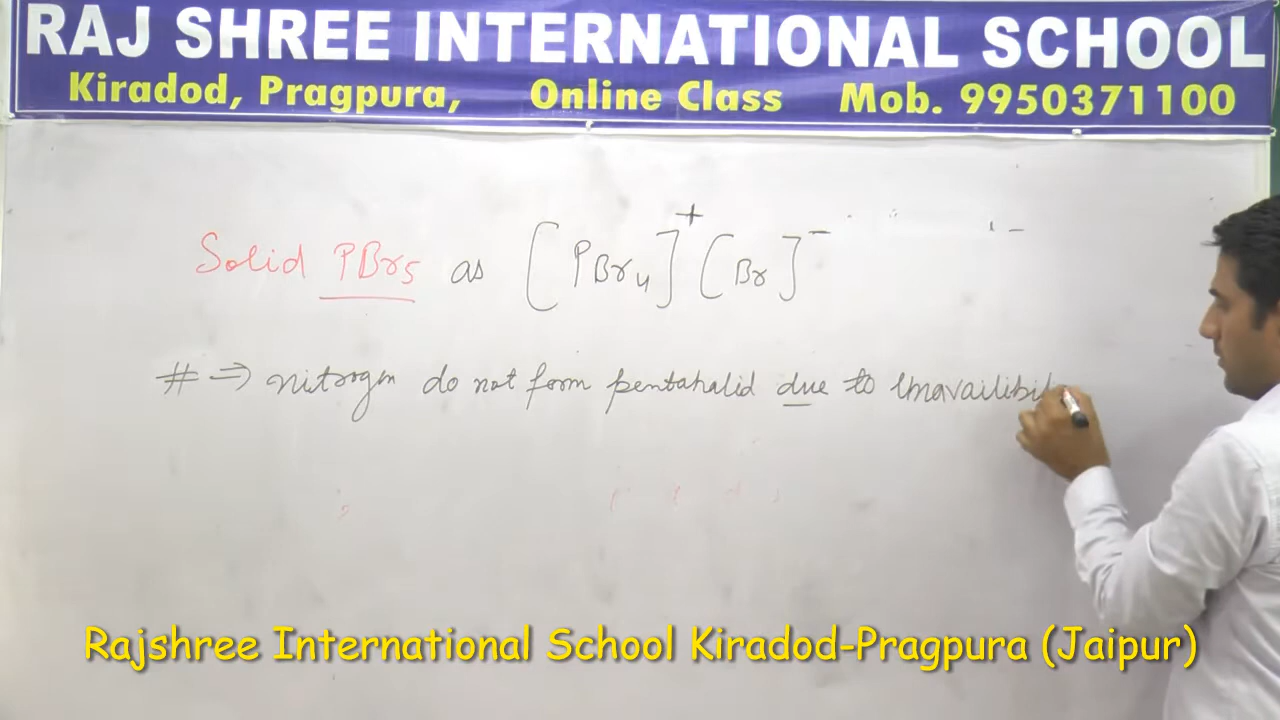 RAJ SHREE INTERNATIONAL SCHOOL
Kiradod, Pragpura, Online Class Mob. 9950371100
Solid PBr5 as [PBr4]+ [Br]-
# ⇒ nitrogen do not form pentahalid due to Unavailibil
Rajshree International School Kiradod-Pragpura (Jaipur)